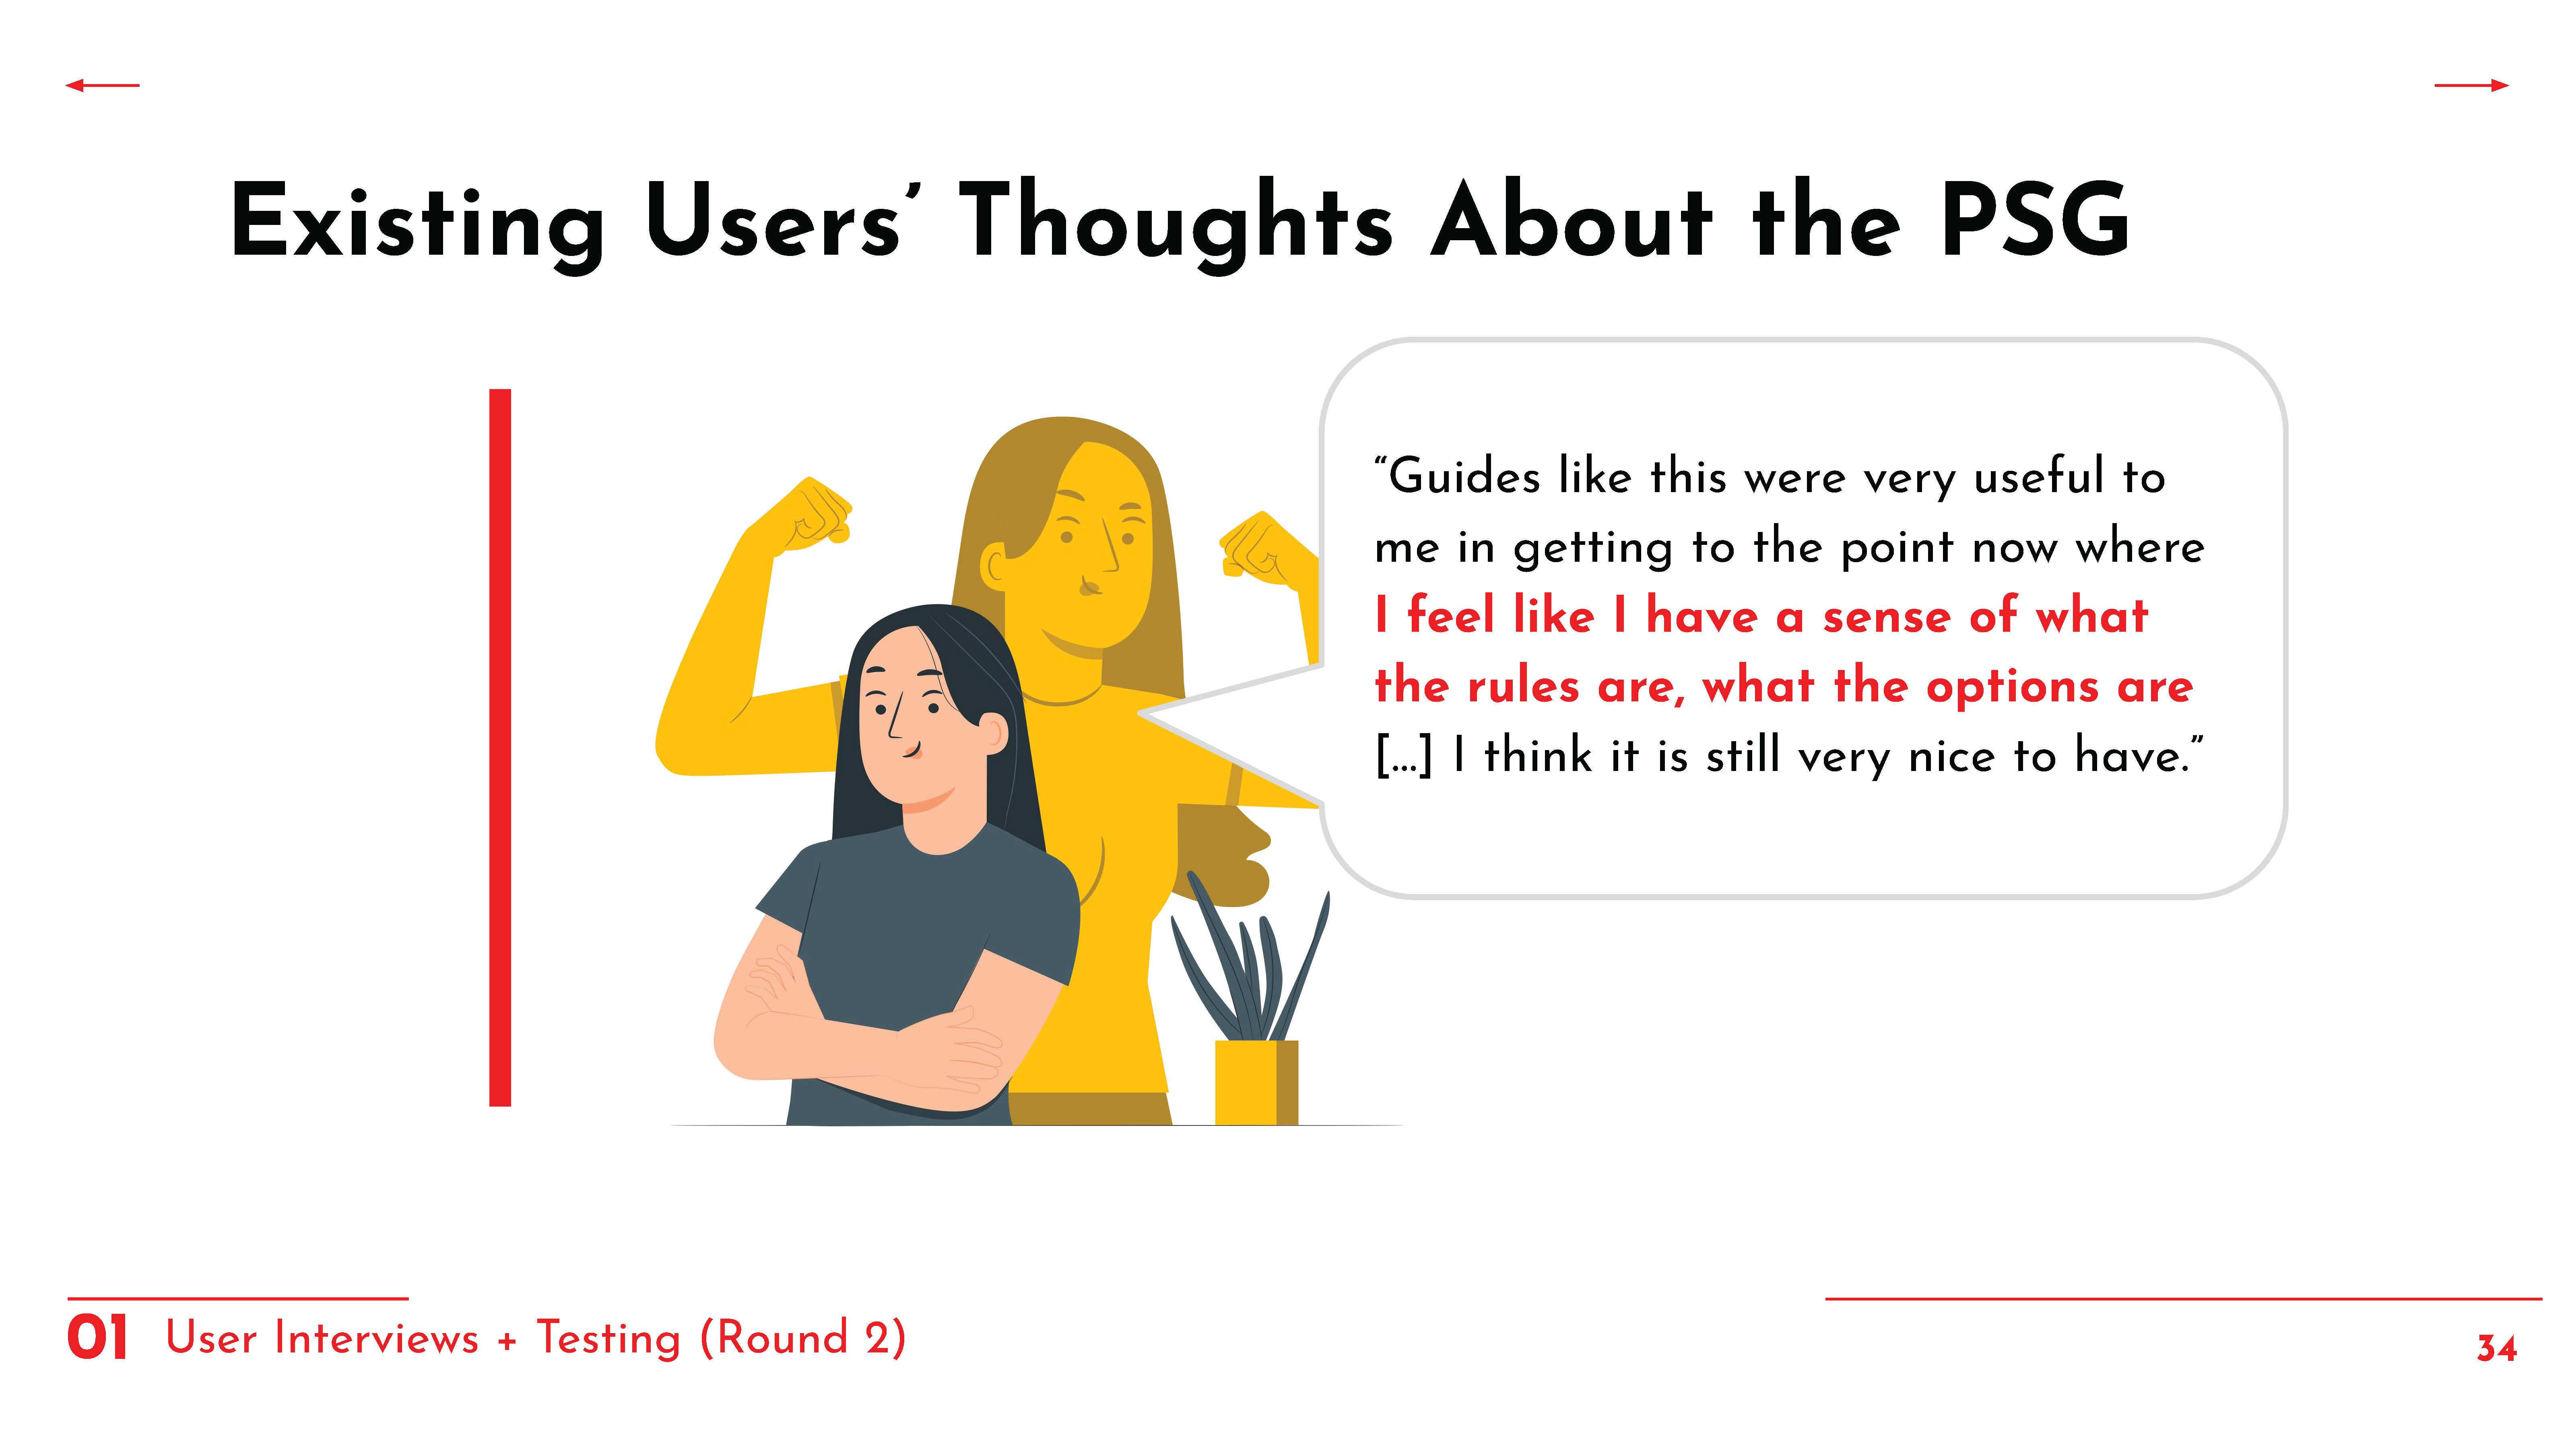 Existing Users’ Thoughts About the PSG
“Guides like this were very useful to
me in getting to the point now where
I feel like I have a sense of what
the rules are, what the options are
[...] I think it is still very nice to have.”
01 User Interviews + Testing (Round 2)
34